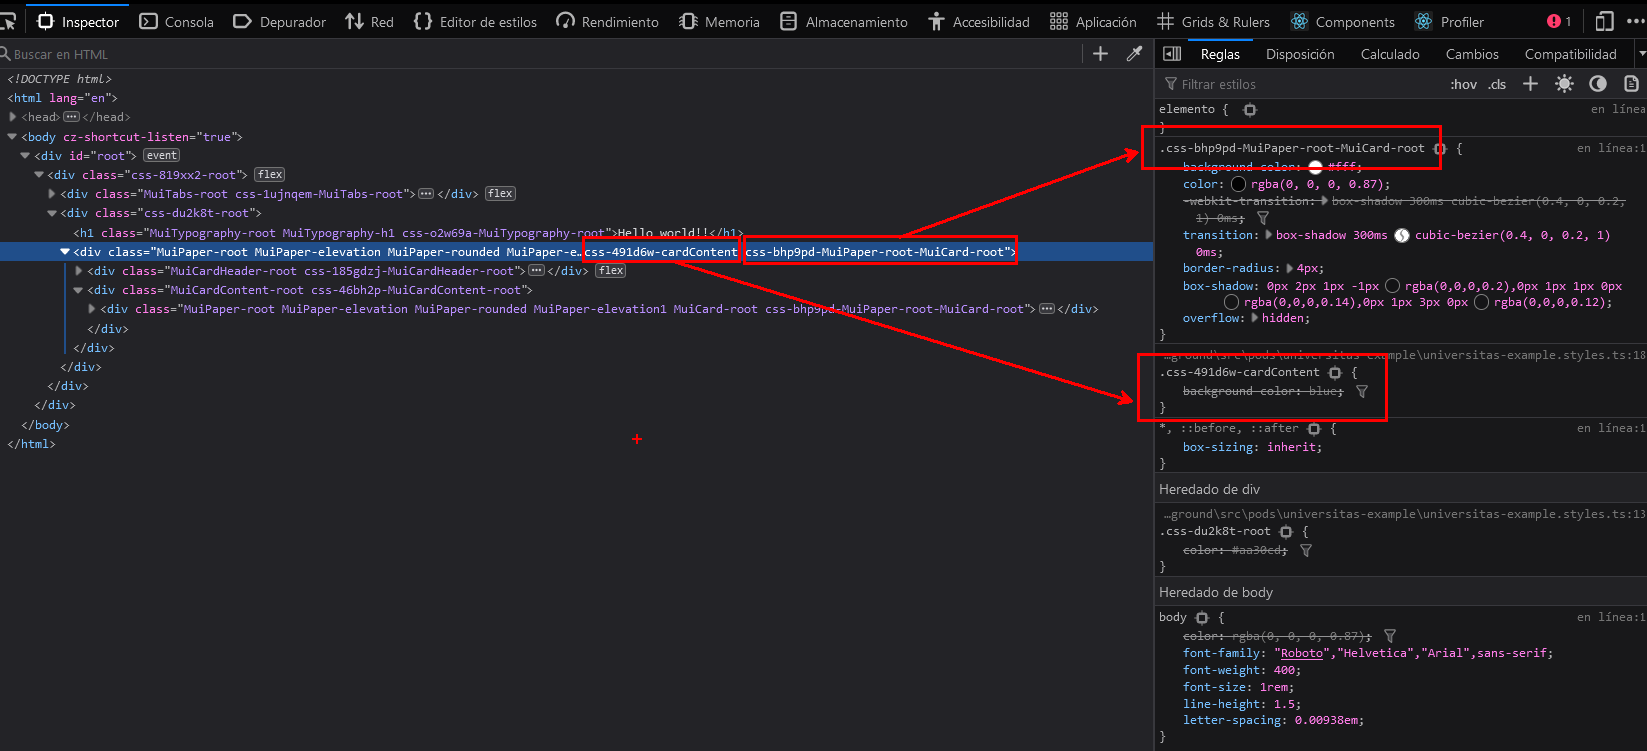 Inspector Consola Depurador Red Editor de estilos Rendimiento Memoria Almacenamiento Accesibilidad Aplicación Grids & Rulers Components Profiler 1
Buscar en HTML
<!DOCTYPE html>
<html lang="en">
<head></head>
<body cz-shortcut-listen="true">
<div id="root"> event
<div class="css-819xx2-root"> flex
<div class="MuiTabs-root css-1ujnqem-MuiTabs-root"></div> flex
<div class="css-du2k8t-root">
<h1 class="MuiTypography-root MuiTypography-h1 css-o2w69a-MuiTypography-root">Hello world!!</h1>
<div class="MuiPaper-root MuiPaper-elevation MuiPaper-rounded MuiPaper-e…css-491d6w-cardContent css-bhp9pd-MuiPaper-root-MuiCard-root">
<div class="MuiCardHeader-root css-185gdzj-MuiCardHeader-root"></div> flex
<div class="MuiCardContent-root css-46bh2p-MuiCardContent-root">
<div class="MuiPaper-root MuiPaper-elevation MuiPaper-rounded MuiPaper-elevation1 MuiCard-root css-bhp9pd-MuiPaper-root-MuiCard-root"></div>
</div>
</div>
</div>
</div>
</div>
</body>
</html>
Reglas Disposición Calculado Cambios Compatibilidad
Filtrar estilos :hov .cls
elemento { en línea
}
.css-bhp9pd-MuiPaper-root-MuiCard-root { en línea:1
background-color: #fff;
color: rgba(0, 0, 0, 0.87);
-webkit-transition: box-shadow 300ms cubic-bezier(0.4, 0, 0.2,
1) 0ms;
transition: box-shadow 300ms cubic-bezier(0.4, 0, 0.2, 1)
0ms;
border-radius: 4px;
box-shadow: 0px 2px 1px -1px rgba(0,0,0,0.2),0px 1px 1px 0px
rgba(0,0,0,0.14),0px 1px 3px 0px rgba(0,0,0,0.12);
overflow: hidden;
}
…ground\src\pods\universitas-example\universitas-example.styles.ts:18
.css-491d6w-cardContent {
background-color: blue;
}
*, ::before, ::after { en línea:1
box-sizing: inherit;
}
Heredado de div
…ground\src\pods\universitas-example\universitas-example.styles.ts:13
.css-du2k8t-root {
color: #aa30cd;
}
Heredado de body
body { en línea:1
color: rgba(0, 0, 0, 0.87);
font-family: "Roboto","Helvetica","Arial",sans-serif;
font-weight: 400;
font-size: 1rem;
line-height: 1.5;
letter-spacing: 0.00938em;
}